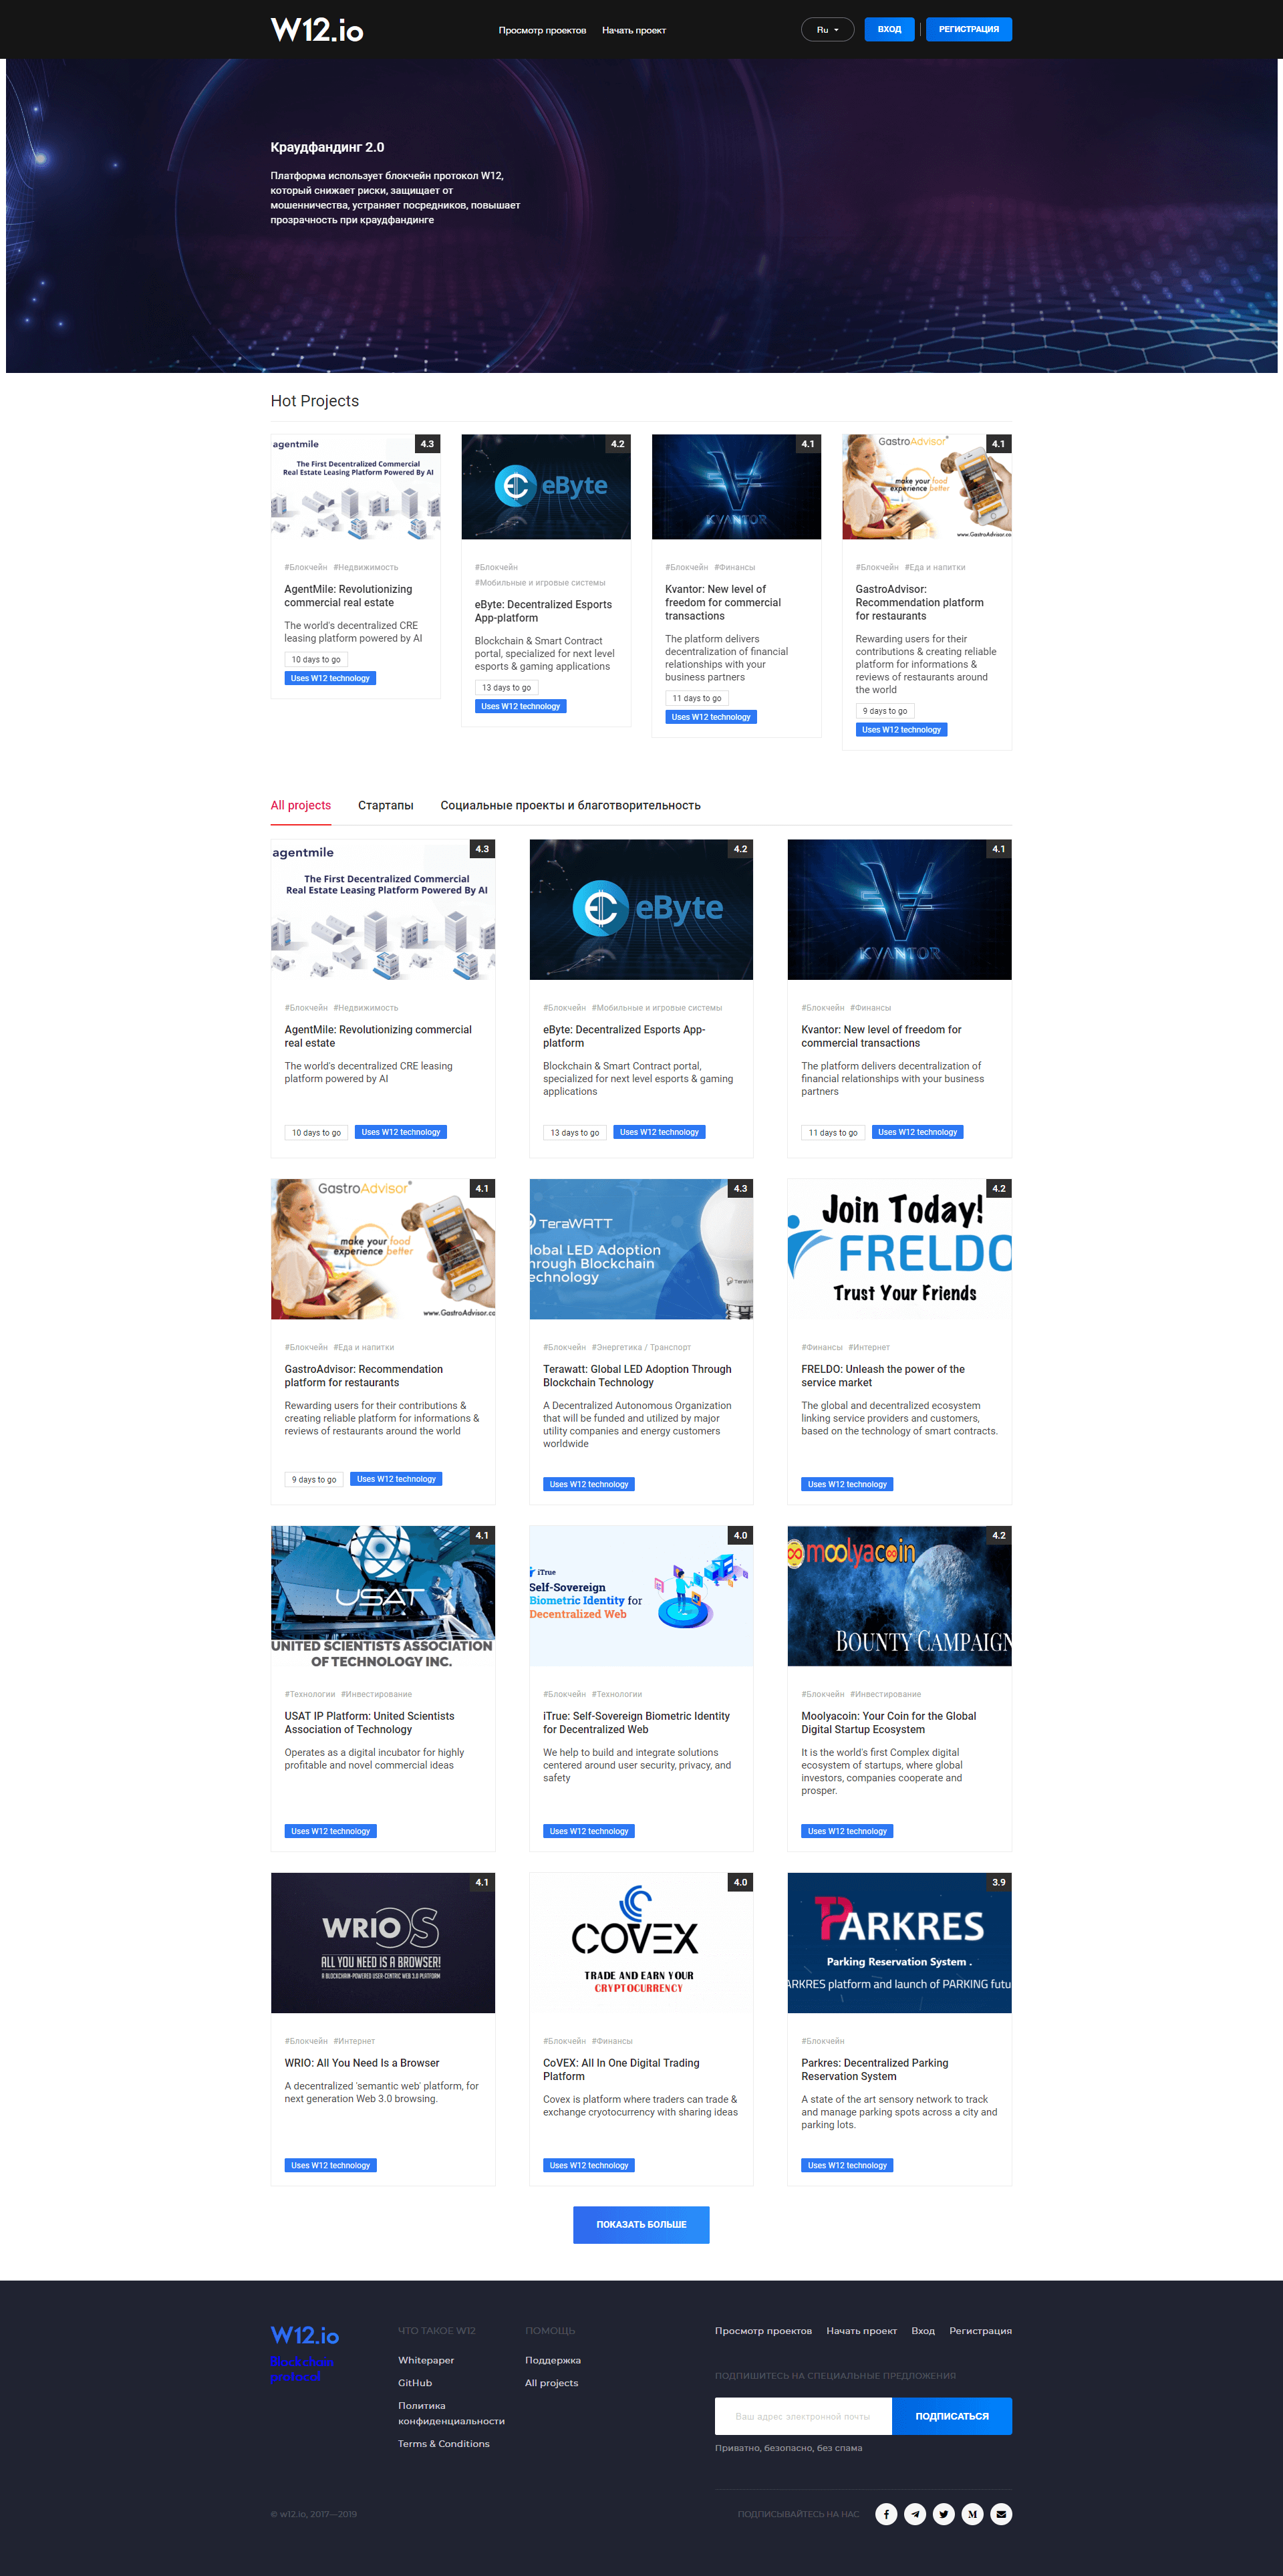 W12.io
Просмотр проектов Начать проект
Ru
ВХОД
РЕГИСТРАЦИЯ
Краудфандинг 2.0
Платформа использует блокчейн протокол W12,
который снижает риски, защищает от
мошенничества, устраняет посредников, повышает
прозрачность при краудфандинге
Hot Projects
agentmile
4.3
The First Decentralized Commercial
Real Estate Leasing Platform Powered By AI
#Блокчейн #Недвижимость
AgentMile: Revolutionizing
commercial real estate
The world's decentralized CRE
leasing platform powered by AI
10 days to go
Uses W12 technology
4.2
eByte
#Блокчейн
#Мобильные и игровые системы
eByte: Decentralized Esports
App-platform
Blockchain & Smart Contract
portal, specialized for next level
esports & gaming applications
13 days to go
Uses W12 technology
4.1
KVANTOR
#Блокчейн #Финансы
Kvantor: New level of
freedom for commercial
transactions
The platform delivers
decentralization of financial
relationships with your
business partners
11 days to go
Uses W12 technology
GastroAdvisor
4.1
make your food
experience better
www.GastroAdvisor.co
#Блокчейн #Еда и напитки
GastroAdvisor:
Recommendation platform
for restaurants
Rewarding users for their
contributions & creating reliable
platform for informations &
reviews of restaurants around
the world
9 days to go
Uses W12 technology
All projects Стартапы Социальные проекты и благотворительность
agentmile
4.3
The First Decentralized Commercial
Real Estate Leasing Platform Powered By AI
#Блокчейн #Недвижимость
AgentMile: Revolutionizing commercial
real estate
The world's decentralized CRE leasing
platform powered by AI
10 days to go
Uses W12 technology
4.2
eByte
#Блокчейн #Мобильные и игровые системы
eByte: Decentralized Esports App-
platform
Blockchain & Smart Contract portal,
specialized for next level esports & gaming
applications
13 days to go
Uses W12 technology
4.1
KVANTOR
#Блокчейн #Финансы
Kvantor: New level of freedom for
commercial transactions
The platform delivers decentralization of
financial relationships with your business
partners
11 days to go
Uses W12 technology
GastroAdvisor
4.1
make your food
experience better
www.GastroAdvisor.co
#Блокчейн #Еда и напитки
GastroAdvisor: Recommendation
platform for restaurants
Rewarding users for their contributions &
creating reliable platform for informations &
reviews of restaurants around the world
9 days to go
Uses W12 technology
4.3
TeraWATT
lobal LED Adoption
hrough Blockchain
echnology
#Блокчейн #Энергетика / Транспорт
Terawatt: Global LED Adoption Through
Blockchain Technology
A Decentralized Autonomous Organization
that will be funded and utilized by major
utility companies and energy customers
worldwide
Uses W12 technology
4.2
Join Today!
FRELDO
Trust Your Friends
#Финансы #Интернет
FRELDO: Unleash the power of the
service market
The global and decentralized ecosystem
linking service providers and customers,
based on the technology of smart contracts.
Uses W12 technology
4.1
USAT
UNITED SCIENTISTS ASSOCIATION
OF TECHNOLOGY INC.
#Технологии #Инвестирование
USAT IP Platform: United Scientists
Association of Technology
Operates as a digital incubator for highly
profitable and novel commercial ideas
Uses W12 technology
4.0
iTrue
Self-Sovereign
Biometric Identity for
Decentralized Web
#Блокчейн #Технологии
iTrue: Self-Sovereign Biometric Identity
for Decentralized Web
We help to build and integrate solutions
centered around user security, privacy, and
safety
Uses W12 technology
4.2
moolyacoin
BOUNTY CAMPAIGN
#Блокчейн #Инвестирование
Moolyacoin: Your Coin for the Global
Digital Startup Ecosystem
It is the world's first Complex digital
ecosystem of startups, where global
investors, companies cooperate and
prosper.
Uses W12 technology
4.1
WRIO OS
ALL YOU NEED IS A BROWSER!
A BLOCKCHAIN-POWERED USER-CENTRIC WEB 3.0 PLATFORM
#Блокчейн #Интернет
WRIO: All You Need Is a Browser
A decentralized 'semantic web' platform, for
next generation Web 3.0 browsing.
Uses W12 technology
4.0
COVEX
TRADE AND EARN YOUR
CRYPTOCURRENCY
#Блокчейн #Финансы
CoVEX: All In One Digital Trading
Platform
Covex is platform where traders can trade &
exchange cryotocurrency with sharing ideas
Uses W12 technology
3.9
PARKRES
Parking Reservation System .
ARKRES platform and launch of PARKING futu
#Блокчейн
Parkres: Decentralized Parking
Reservation System
A state of the art sensory network to track
and manage parking spots across a city and
parking lots.
Uses W12 technology
ПОКАЗАТЬ БОЛЬШЕ
W12.io
Blockchain
protocol
ЧТО ТАКОЕ W12
Whitepaper
GitHub
Политика
конфиденциальности
Terms & Conditions
ПОМОЩЬ
Поддержка
All projects
Просмотр проектов Начать проект Вход Регистрация
ПОДПИШИТЕСЬ НА СПЕЦИАЛЬНЫЕ ПРЕДЛОЖЕНИЯ
Ваш адрес электронной почты
ПОДПИСАТЬСЯ
Приватно, безопасно, без спама
© w12.io, 2017—2019
ПОДПИСЫВАЙТЕСЬ НА НАС